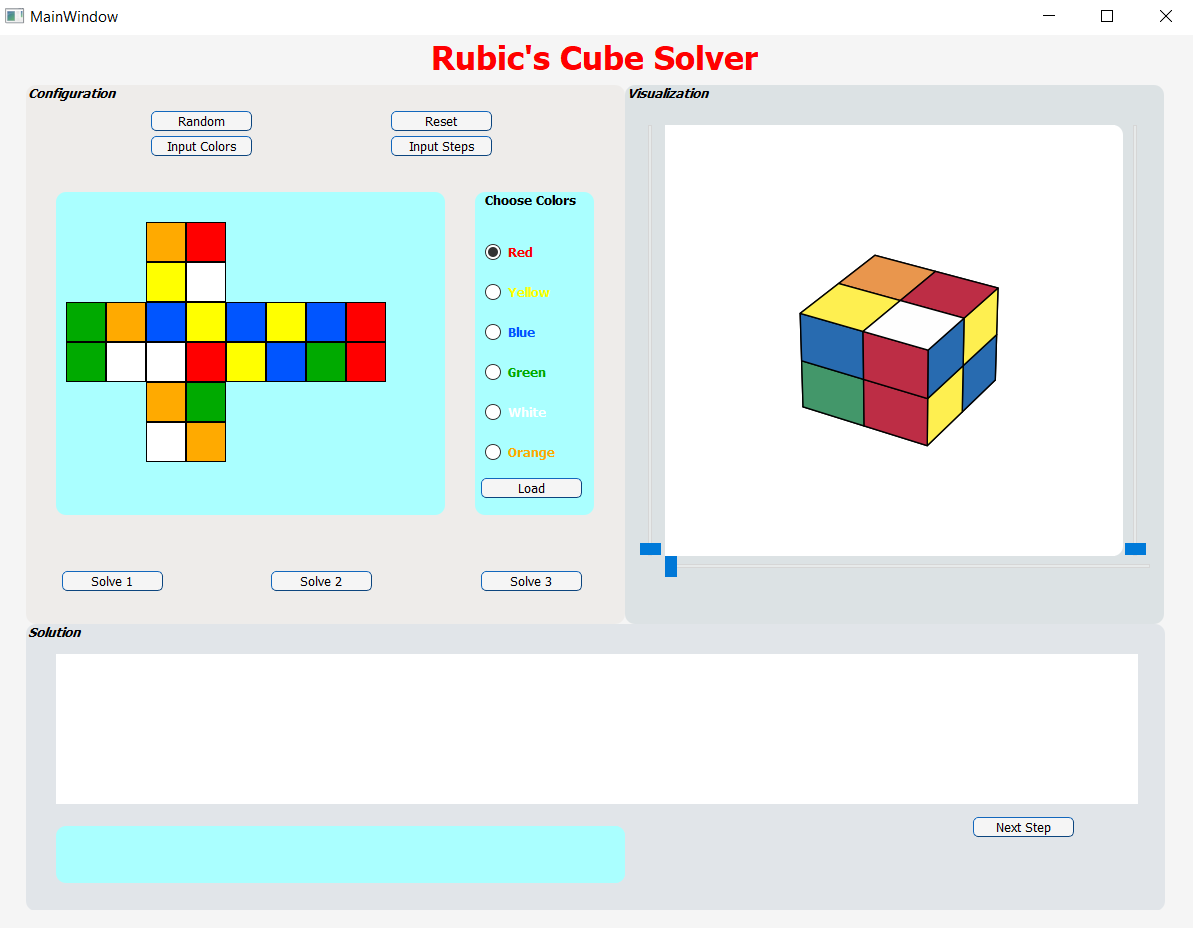 MainWindow
Rubic's Cube Solver
Configuration
Visualization
Random
Reset
Input Colors
Input Steps
Choose Colors
Red
Yellow
Blue
Green
White
Orange
Load
Solve 1
Solve 2
Solve 3
Solution
Next Step